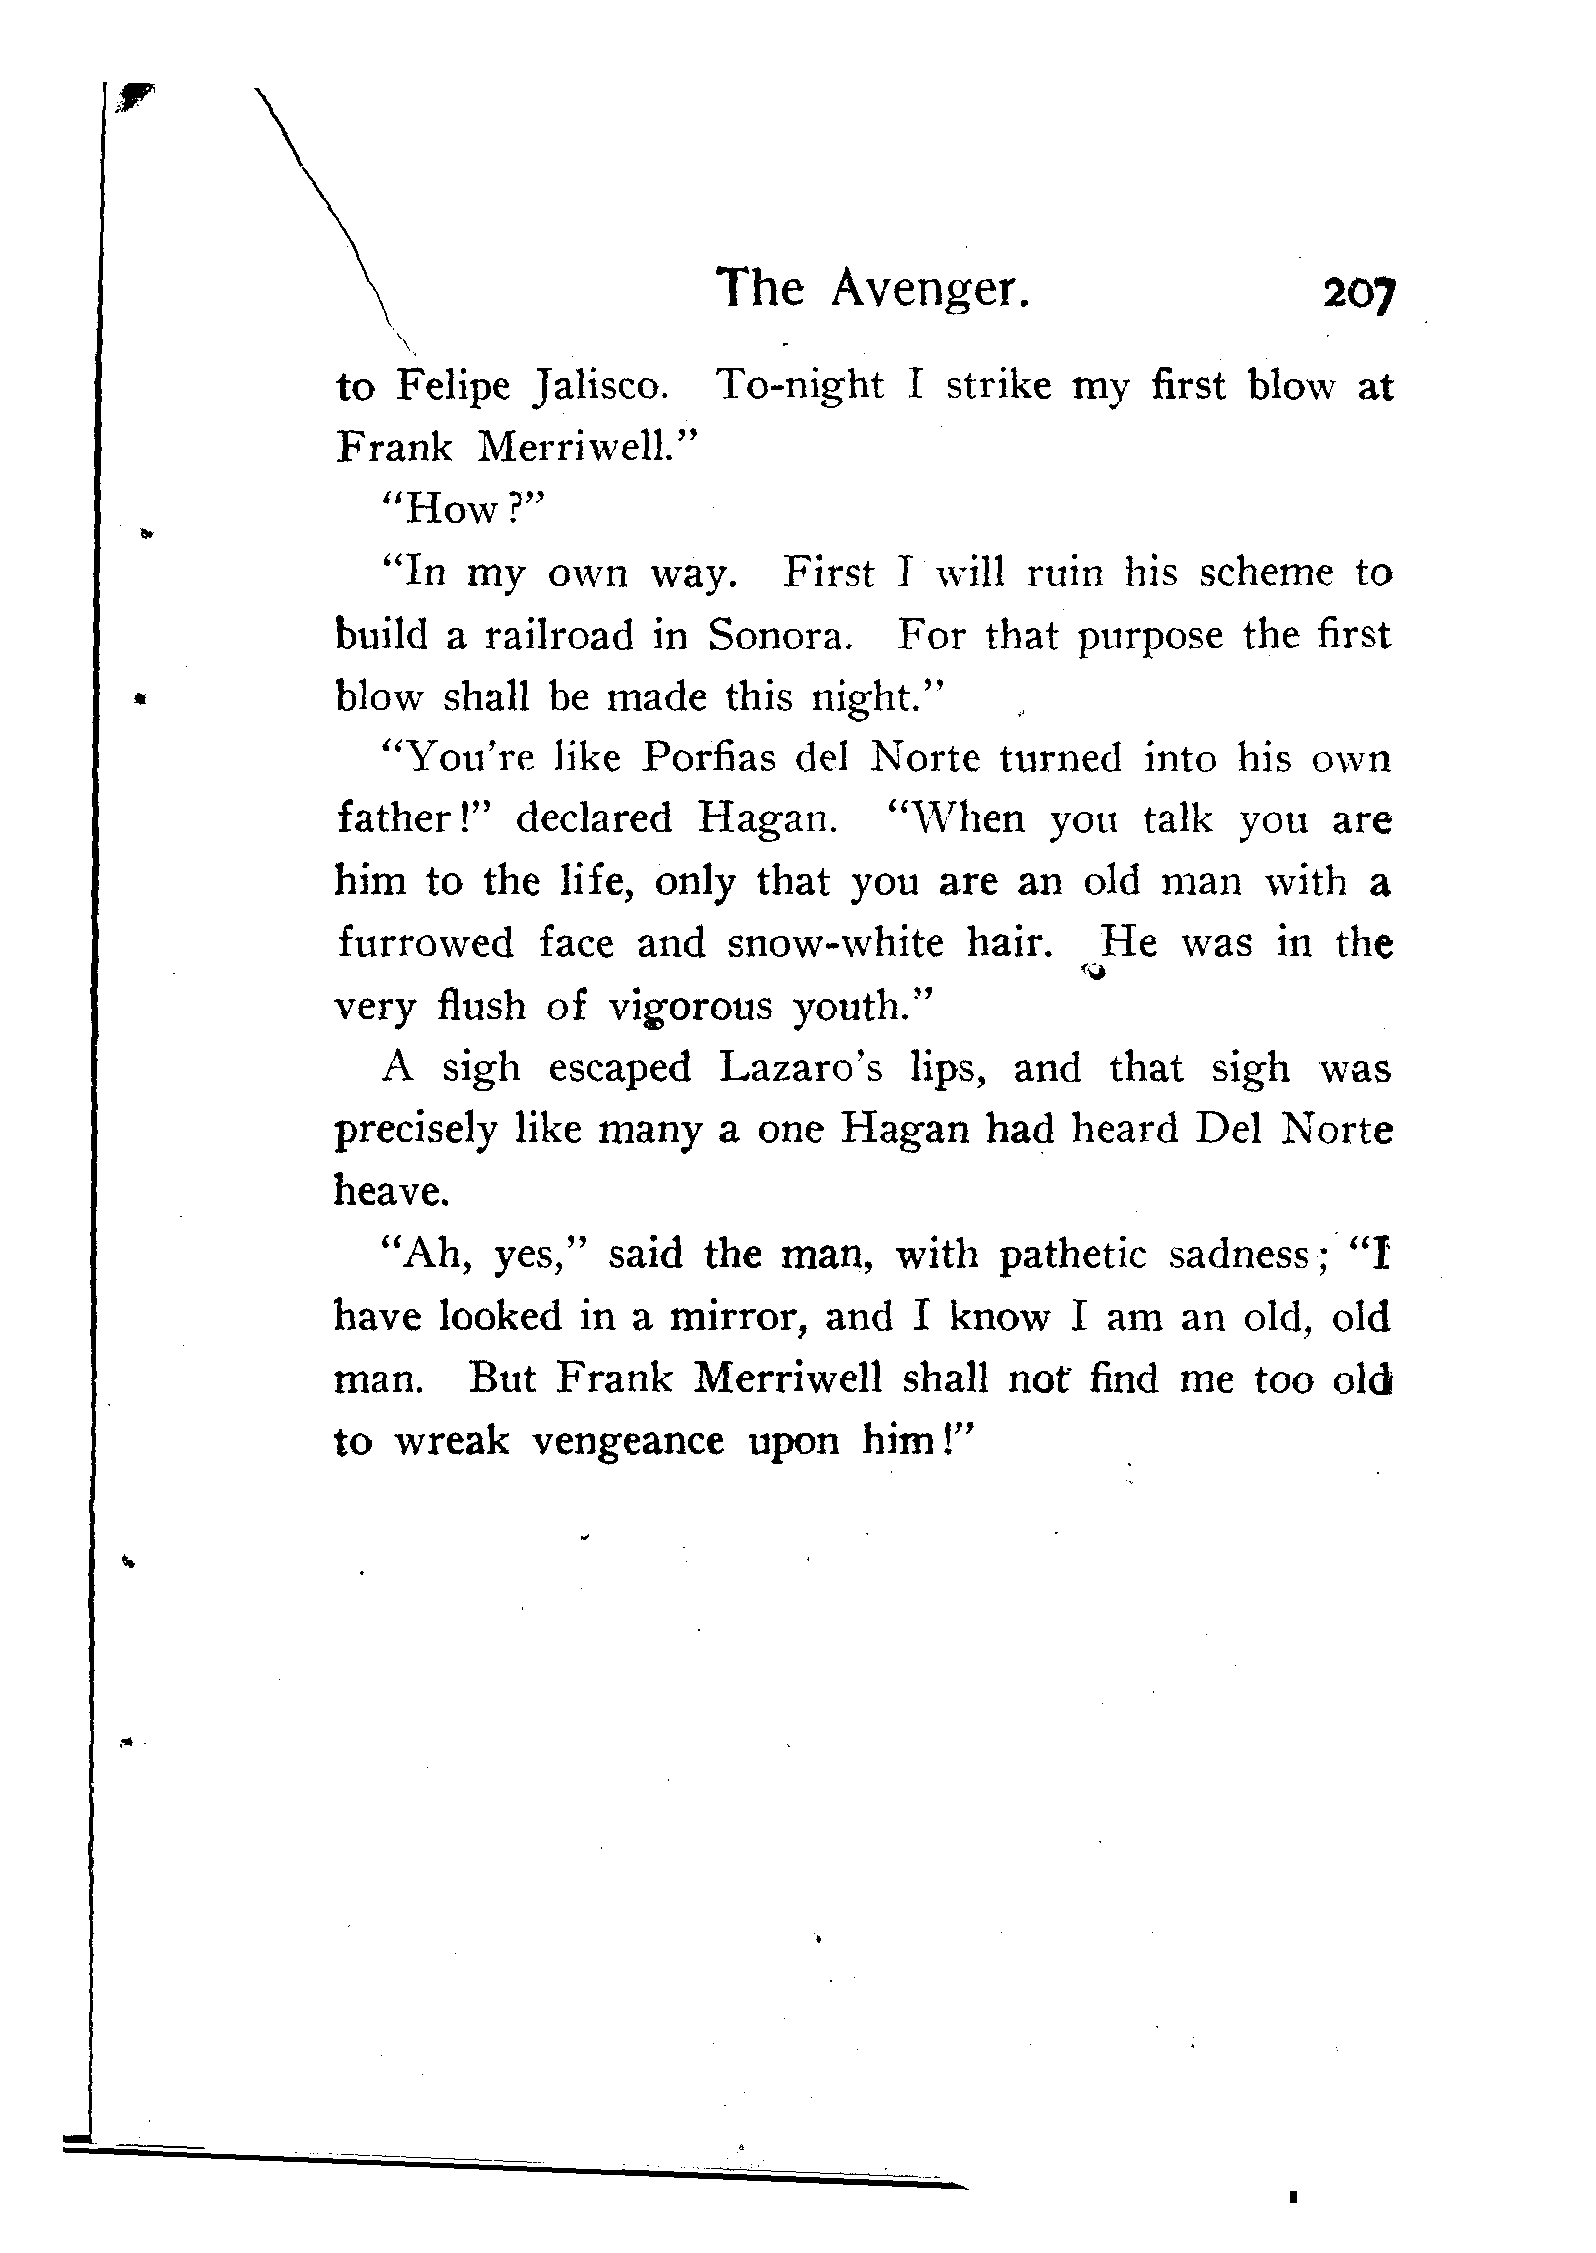 The Avenger. 207
to Felipe Jalisco. To-night I strike my first blow at
Frank Merriwell."
"How?"
"In my own way. First I will ruin his scheme to
build a railroad in Sonora. For that purpose the first
blow shall be made this night."
"You're like Porfias del Norte turned into his own
father!" declared Hagan. "When you talk you are
him to the life, only that you are an old man with a
furrowed face and snow-white hair. He was in the
very flush of vigorous youth."
A sigh escaped Lazaro's lips, and that sigh was
precisely like many a one Hagan had heard Del Norte
heave.
"Ah, yes," said the man, with pathetic sadness; "I
have looked in a mirror, and I know I am an old, old
man. But Frank Merriwell shall not find me too old
to wreak vengeance upon him!"